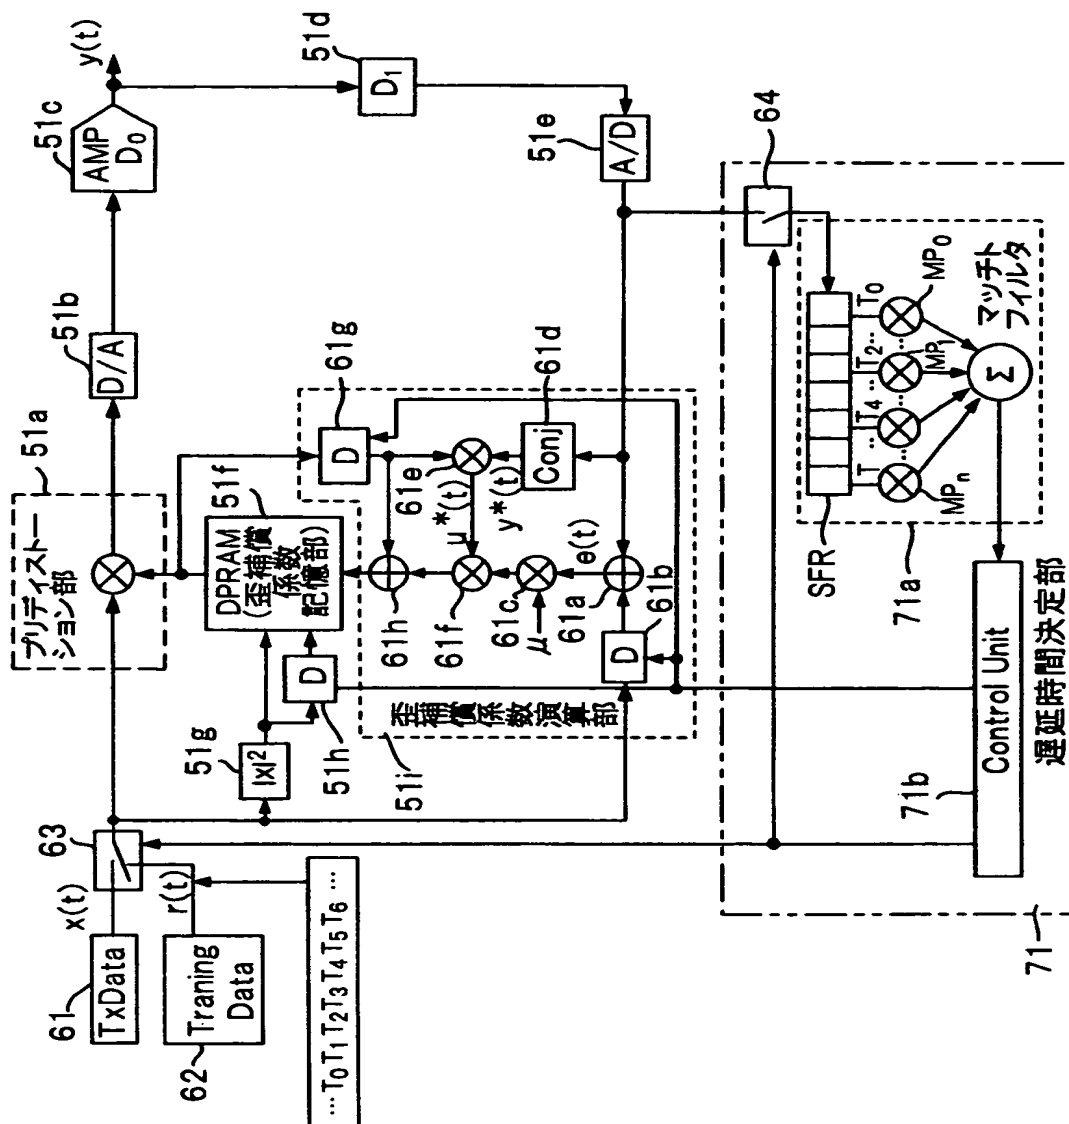 61
TxData
x(t)
63
62
Traning
Data
r(t)
…T0 T1 T2 T3 T4 T5 T6 …
プリディストー
ション部
51a
51b
D/A
51c
AMP
D0
y(t)
51d
D1
51e
A/D
51g
|x|²
51h
D
51f
DPRAM
(歪補償
係数
記憶部)
51i
歪補償係数演算部
61g
D
61h
61e
u*(t)
61f
y*(t)
61d
Conj
61c
μ
e(t)
61a
61b
D
64
71
遅延時間決定部
71b
Control Unit
71a
SFR
T
T4
T2
T0
‥
‥
‥
MPn
MP1
MP0
…
…
…
Σ
マッチト
フィルタ